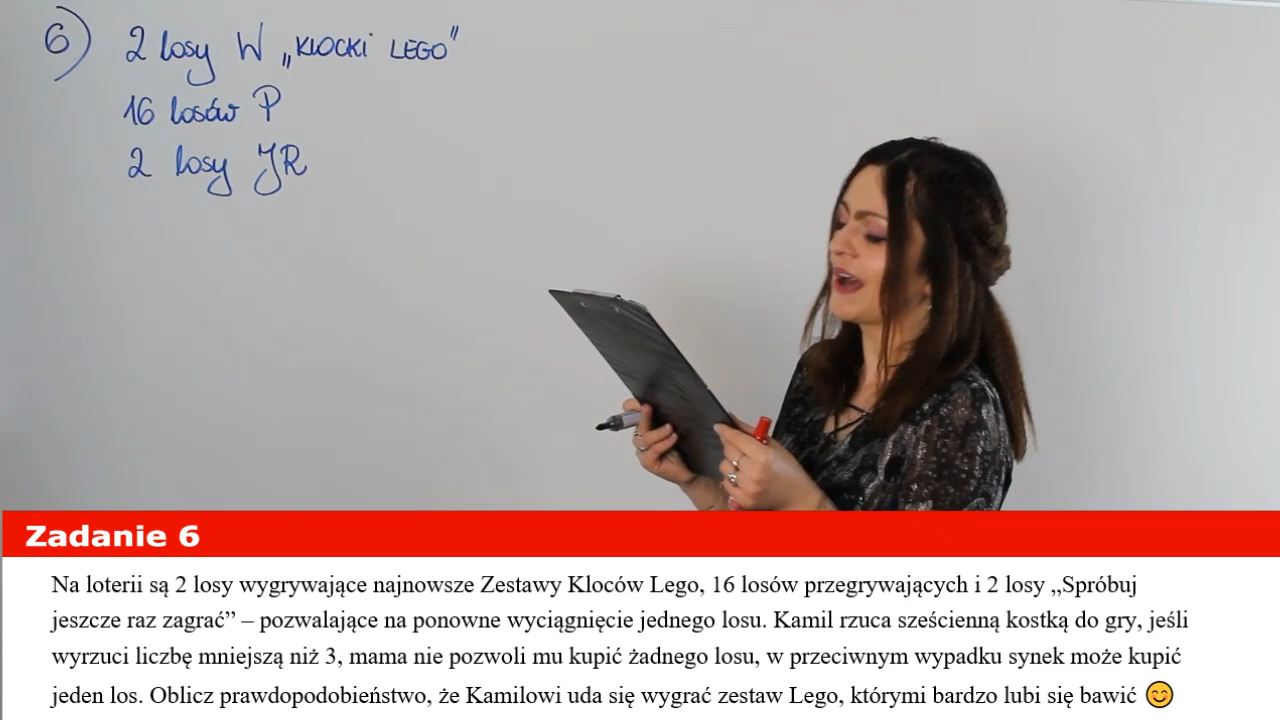 6) 2 losy W „KLOCKI LEGO”
16 losów P
2 losy JR
Zadanie 6
Na loterii są 2 losy wygrywające najnowsze Zestawy Kloców Lego, 16 losów przegrywających i 2 losy „Spróbuj
jeszcze raz zagrać” – pozwalające na ponowne wyciągnięcie jednego losu. Kamil rzuca sześcienną kostką do gry, jeśli
wyrzuci liczbę mniejszą niż 3, mama nie pozwoli mu kupić żadnego losu, w przeciwnym wypadku synek może kupić
jeden los. Oblicz prawdopodobieństwo, że Kamilowi uda się wygrać zestaw Lego, którymi bardzo lubi się bawić 😊